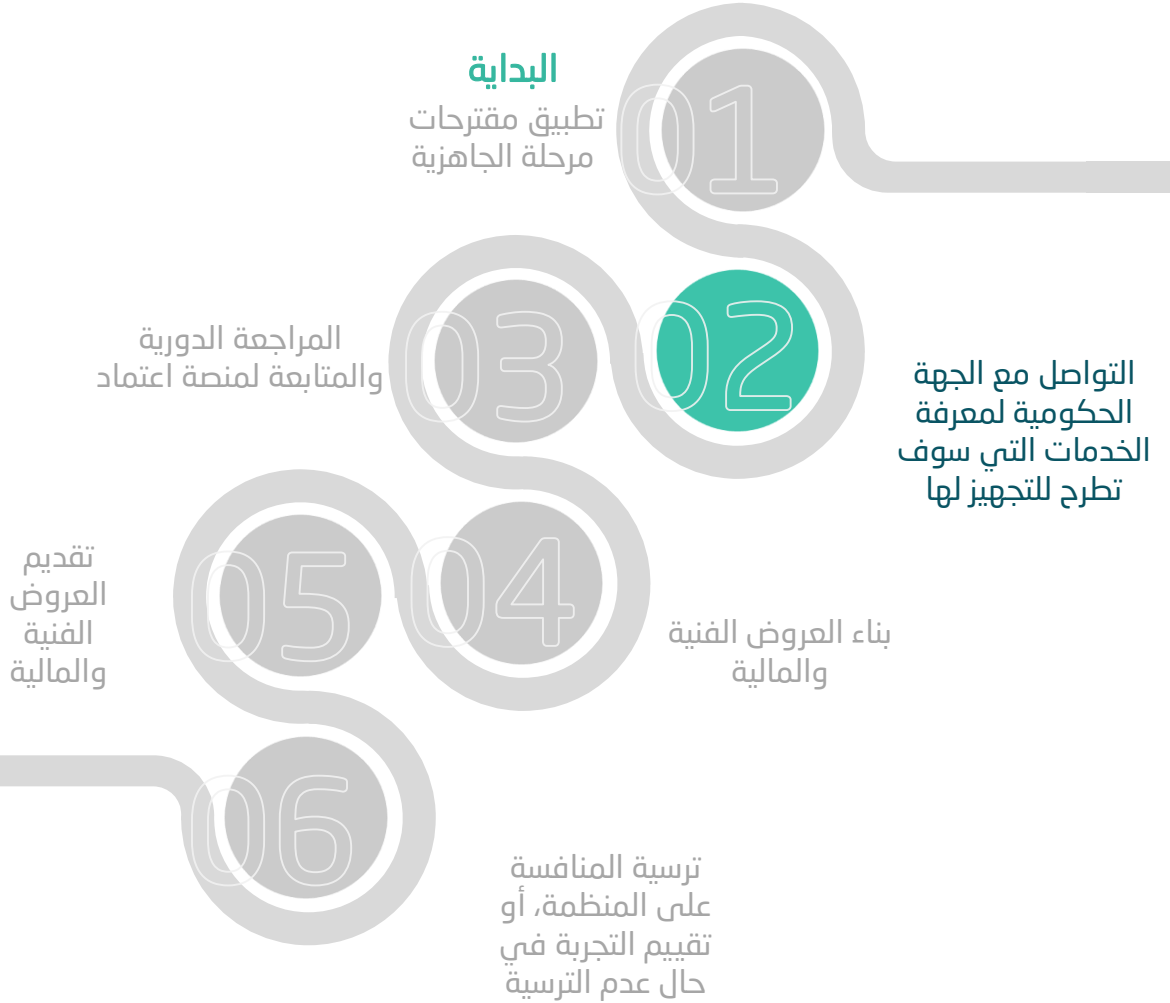 البداية
تطبيق مقترحات
مرحلة الجاهزية
01
02
التواصل مع الجهة
الحكومية لمعرفة
الخدمات التي سوف
تطرح للتجهيز لها
03
المراجعة الدورية
والمتابعة لمنصة اعتماد
04
بناء العروض الفنية
والمالية
05
تقديم
العروض
الفنية
والمالية
06
ترسية المنافسة
على المنظمة، أو
تقييم التجربة في
حال عدم الترسية